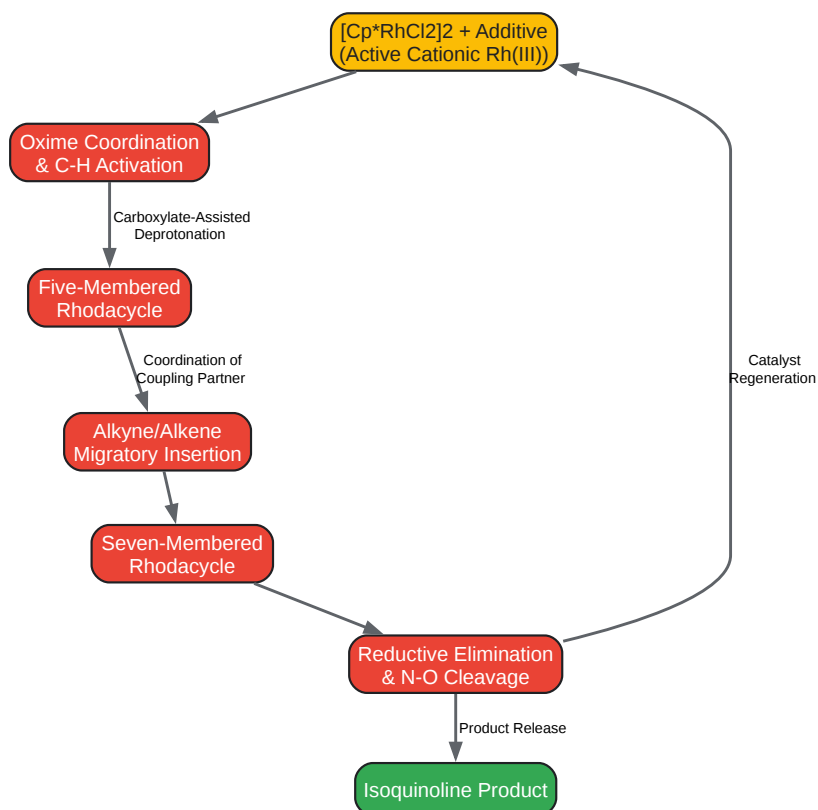 [Cp*RhCl2]2 + Additive
(Active Cationic Rh(III))
Oxime Coordination
& C-H Activation
Carboxylate-Assisted
Deprotonation
Five-Membered
Rhodacycle
Coordination of
Coupling Partner
Catalyst
Regeneration
Alkyne/Alkene
Migratory Insertion
Seven-Membered
Rhodacycle
Reductive Elimination
& N-O Cleavage
Product Release
Isoquinoline Product